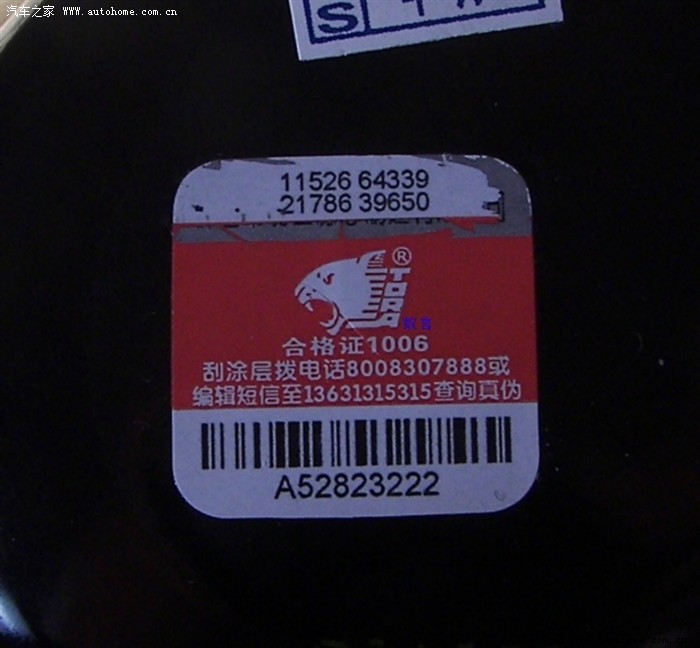 汽车之家 www.autohome.com.cn
S
11526 64339
21786 39650
TORA®
斯吉
合格证1006
刮涂层拨电话8008307888或
编辑短信至13631315315查询真伪
A52823222